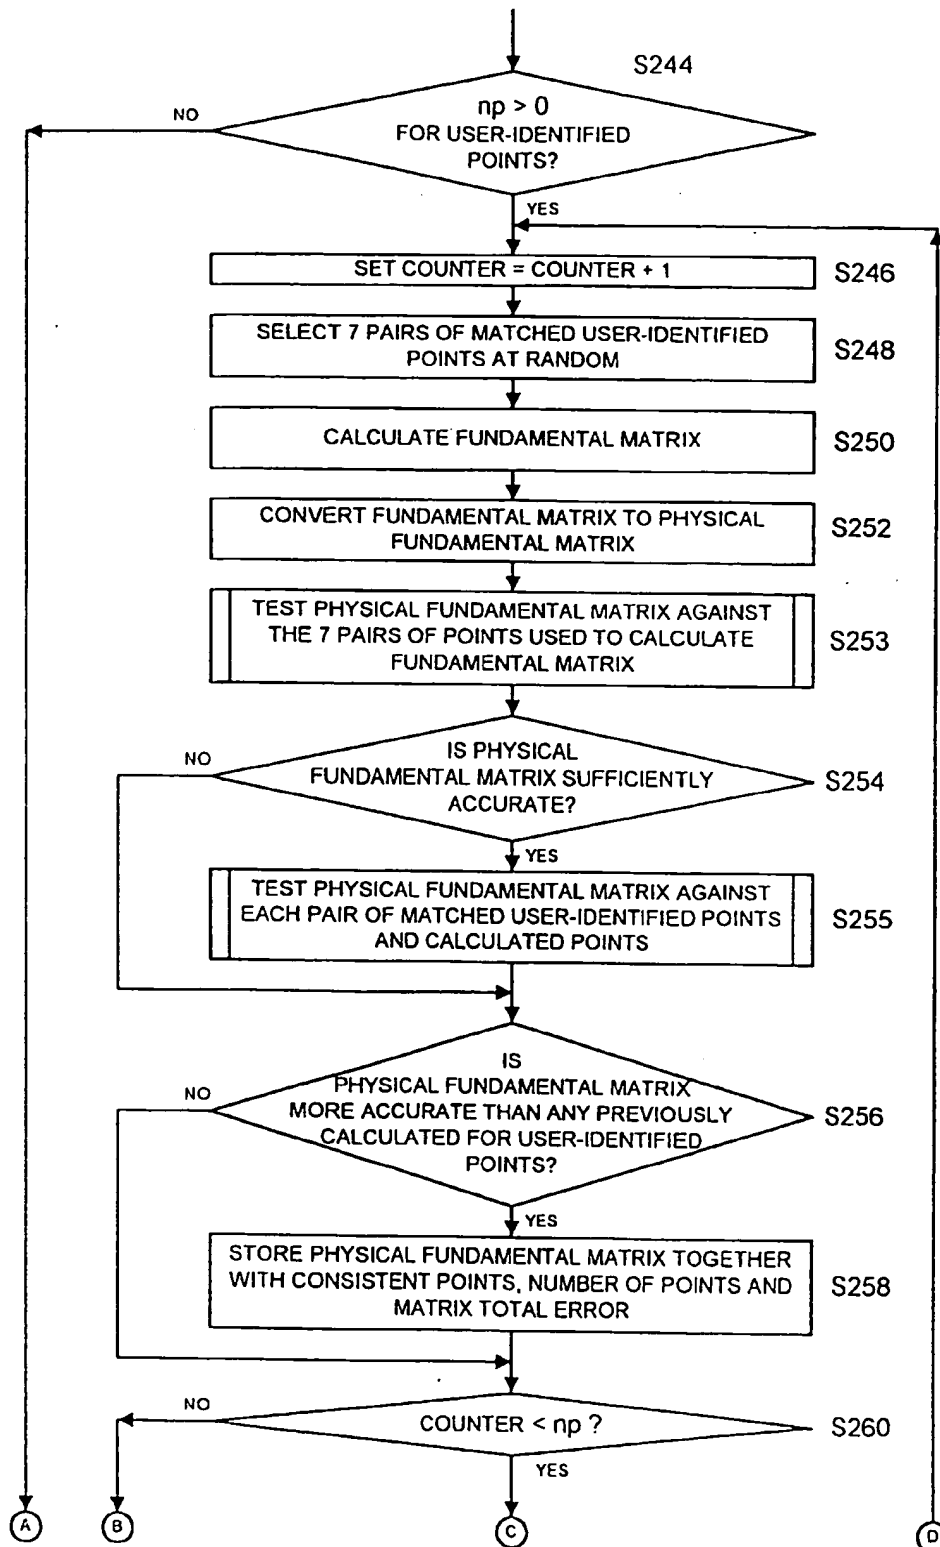 S244
np > 0
FOR USER-IDENTIFIED
POINTS?
NO
YES
SET COUNTER = COUNTER + 1
S246
SELECT 7 PAIRS OF MATCHED USER-IDENTIFIED
POINTS AT RANDOM
S248
CALCULATE FUNDAMENTAL MATRIX
S250
CONVERT FUNDAMENTAL MATRIX TO PHYSICAL
FUNDAMENTAL MATRIX
S252
TEST PHYSICAL FUNDAMENTAL MATRIX AGAINST
THE 7 PAIRS OF POINTS USED TO CALCULATE
FUNDAMENTAL MATRIX
S253
NO
IS PHYSICAL
FUNDAMENTAL MATRIX SUFFICIENTLY
ACCURATE?
S254
YES
TEST PHYSICAL FUNDAMENTAL MATRIX AGAINST
EACH PAIR OF MATCHED USER-IDENTIFIED POINTS
AND CALCULATED POINTS
S255
NO
IS
PHYSICAL FUNDAMENTAL MATRIX
MORE ACCURATE THAN ANY PREVIOUSLY
CALCULATED FOR USER-IDENTIFIED
POINTS?
S256
YES
STORE PHYSICAL FUNDAMENTAL MATRIX TOGETHER
WITH CONSISTENT POINTS, NUMBER OF POINTS AND
MATRIX TOTAL ERROR
S258
NO
COUNTER < np ?
S260
YES
A
B
C
D